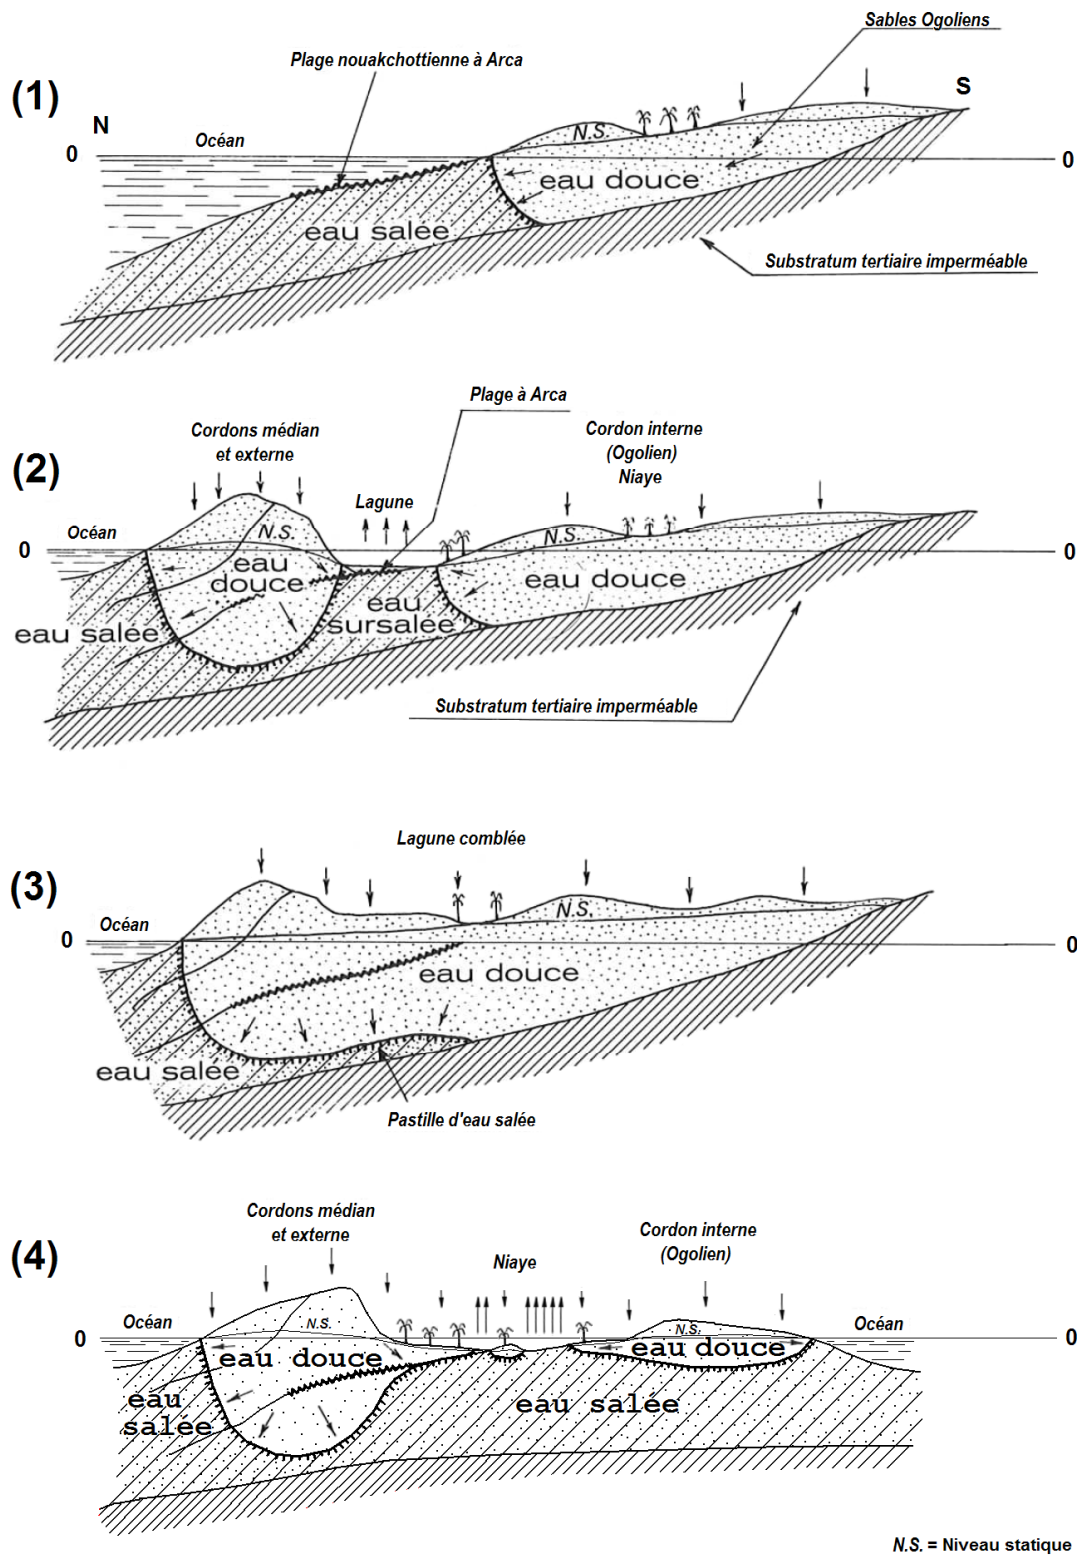 Sables Ogoliens
Plage nouakchottienne à Arca
(1)
N
S
Océan
N.S.
0
0
eau douce
eau salée
Substratum tertiaire imperméable
Plage à Arca
Cordons médian
et externe
Cordon interne
(Ogolien)
Niaye
(2)
Lagune
Océan
N.S.
N.S.
0
0
eau
douce
eau douce
eau salée
eau
sursalée
Substratum tertiaire imperméable
Lagune comblée
(3)
N.S.
Océan
0
0
eau douce
eau salée
Pastille d'eau salée
Cordons médian
et externe
Cordon interne
(Ogolien)
(4)
Niaye
Océan
N.S.
N.S.
Océan
0
0
eau douce
eau douce
eau
salée
eau salée
N.S. = Niveau statique